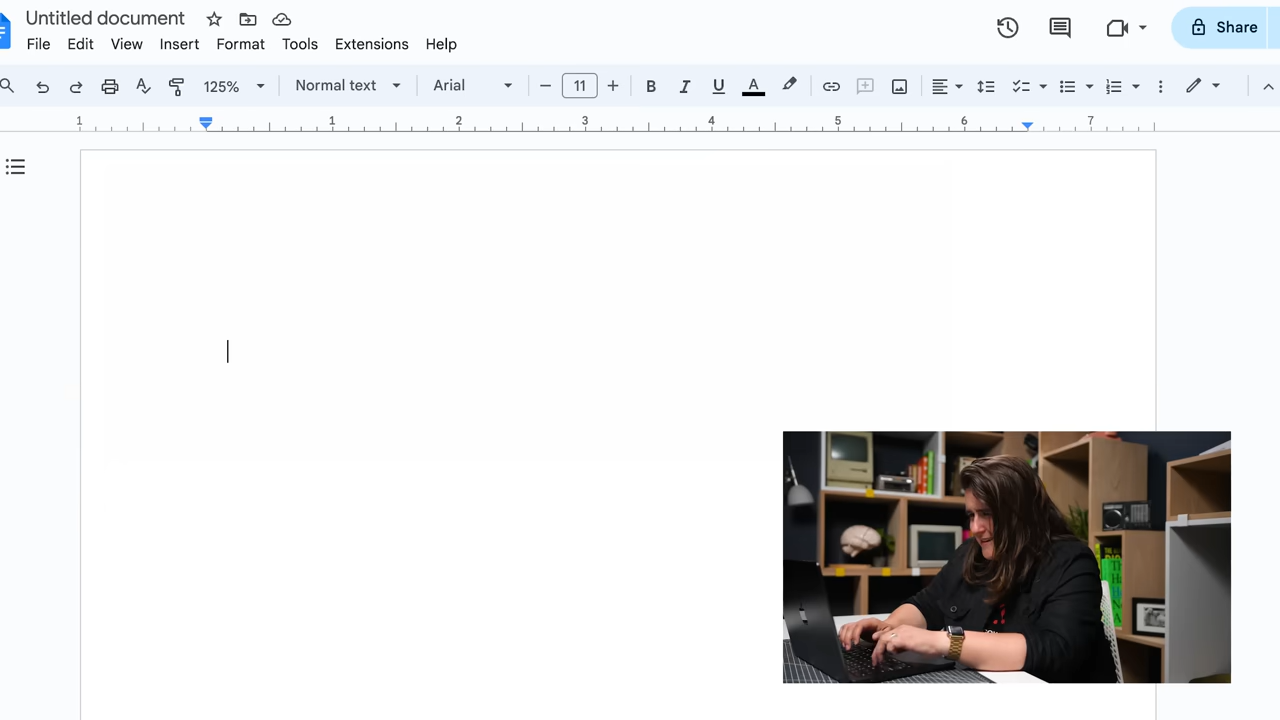 Untitled document
File Edit View Insert Format Tools Extensions Help
Share
125% Normal text Arial 11 B I U A
1 1 2 3 4 5 6 7